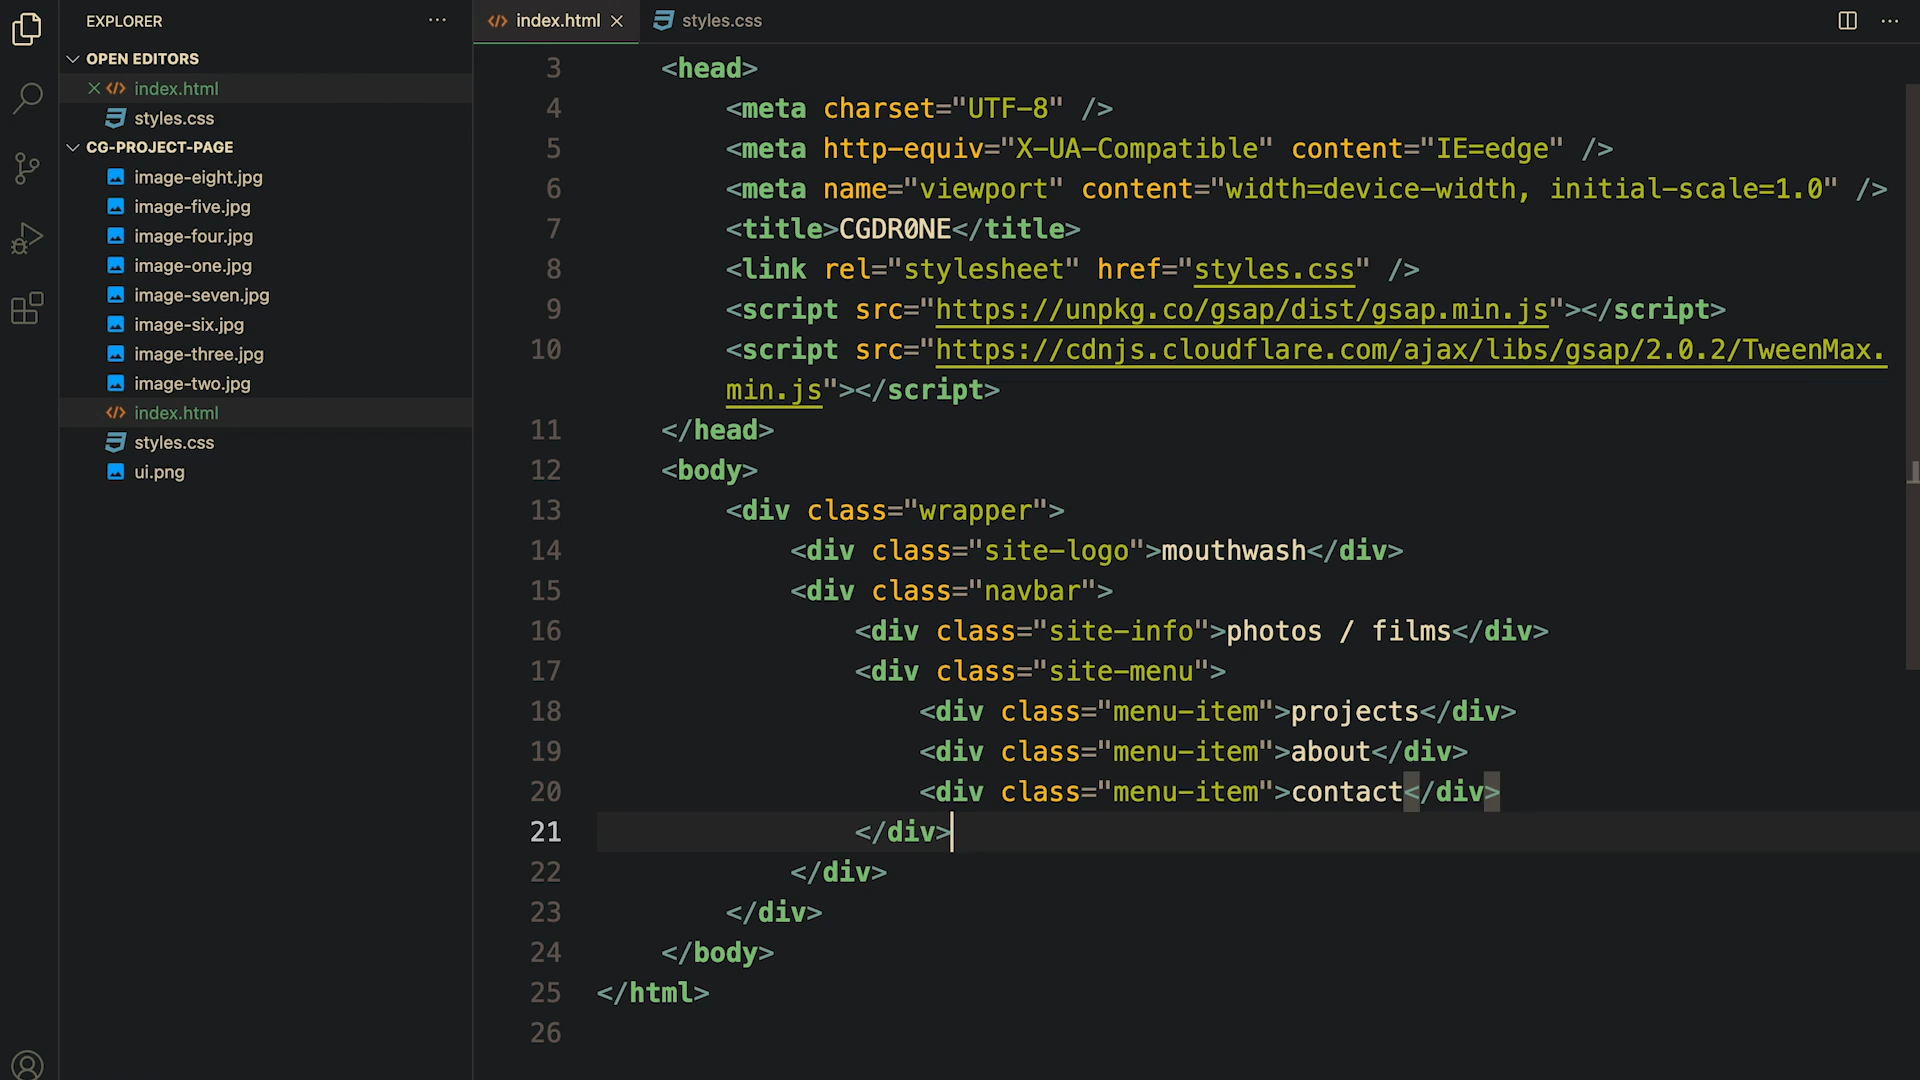 EXPLORER
OPEN EDITORS
index.html
styles.css
CG-PROJECT-PAGE
image-eight.jpg
image-five.jpg
image-four.jpg
image-one.jpg
image-seven.jpg
image-six.jpg
image-three.jpg
image-two.jpg
index.html
styles.css
ui.png
index.html
styles.css
3 <head>
4 <meta charset="UTF-8" />
5 <meta http-equiv="X-UA-Compatible" content="IE=edge" />
6 <meta name="viewport" content="width=device-width, initial-scale=1.0" />
7 <title>CGDR0NE</title>
8 <link rel="stylesheet" href="styles.css" />
9 <script src="https://unpkg.co/gsap/dist/gsap.min.js"></script>
10 <script src="https://cdnjs.cloudflare.com/ajax/libs/gsap/2.0.2/TweenMax.
min.js"></script>
11 </head>
12 <body>
13 <div class="wrapper">
14 <div class="site-logo">mouthwash</div>
15 <div class="navbar">
16 <div class="site-info">photos / films</div>
17 <div class="site-menu">
18 <div class="menu-item">projects</div>
19 <div class="menu-item">about</div>
20 <div class="menu-item">contact</div>
21 </div>
22 </div>
23 </div>
24 </body>
25 </html>
26